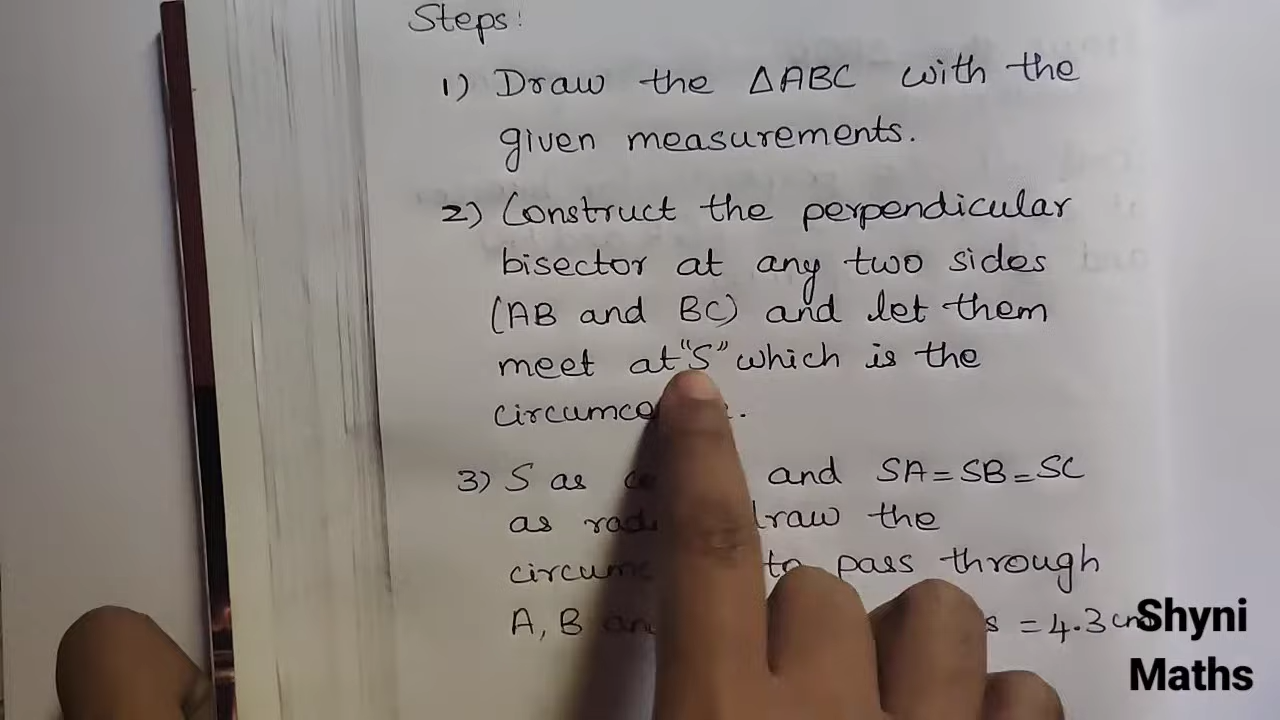 Steps:
1) Draw the ΔABC with the
given measurements.
2) Construct the perpendicular
bisector at any two sides
(AB and BC) and let them
meet at "S" which is the
3) S as and SA=SB=SC
as draw the
to pass through
A, B = 4.3 cm
Shyni
Maths